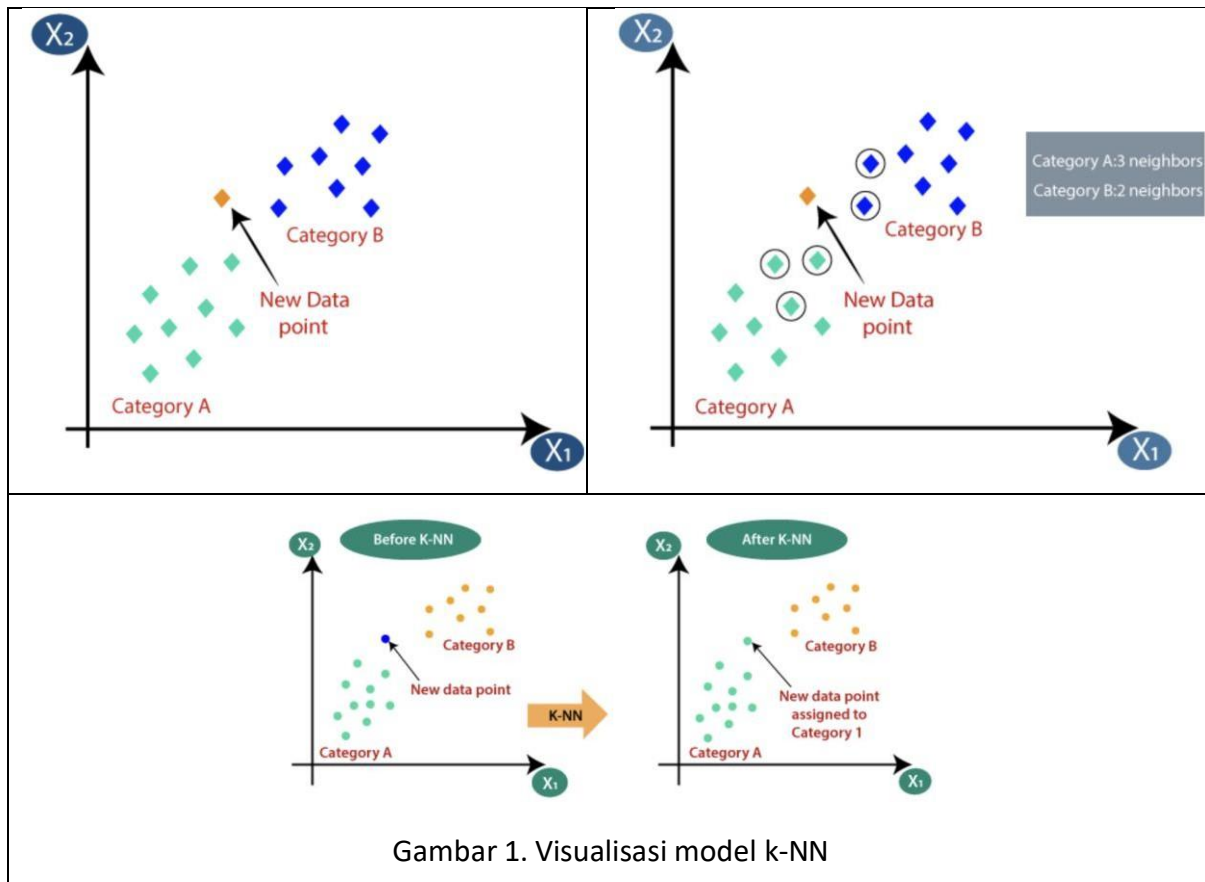 X₂
Category B
New Data
point
Category A
X₁
X₂
Category A:3 neighbors
Category B:2 neighbors
Category B
New Data
point
Category A
X₁
Before K-NN
X₂
Category B
New data point
Category A
X₁
K-NN
After K-NN
X₂
Category B
New data point
assigned to
Category 1
Category A
X₁
Gambar 1. Visualisasi model k-NN